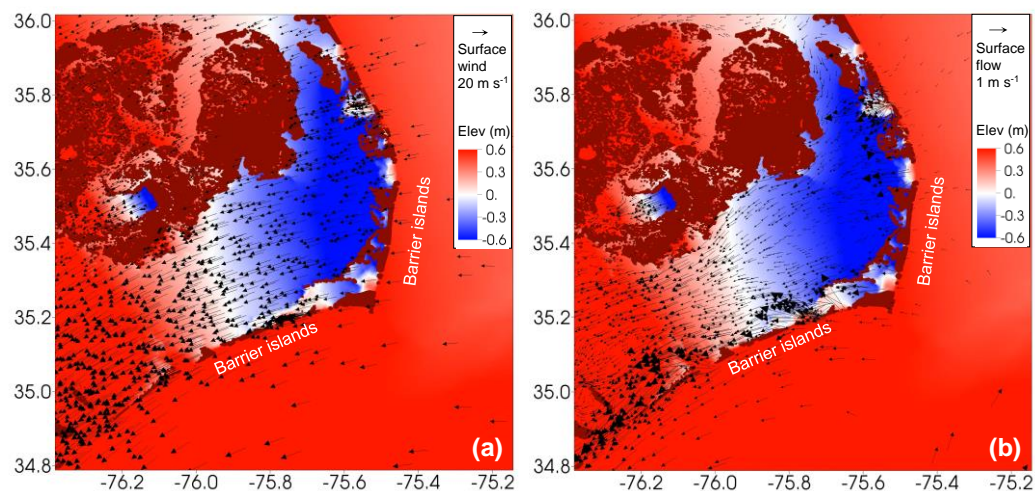 36.0
35.8
35.6
35.4
35.2
35.0
34.8
-76.2
-76.0
-75.8
-75.6
-75.4
-75.2
Surface
wind
20 m s⁻¹
Elev (m)
0.6
0.3
0
-0.3
-0.6
Barrier islands
Barrier islands
(a)
36.0
35.8
35.6
35.4
35.2
35.0
34.8
-76.2
-76.0
-75.8
-75.6
-75.4
-75.2
Surface
flow
1 m s⁻¹
Elev (m)
0.6
0.3
0
-0.3
-0.6
Barrier islands
Barrier islands
(b)